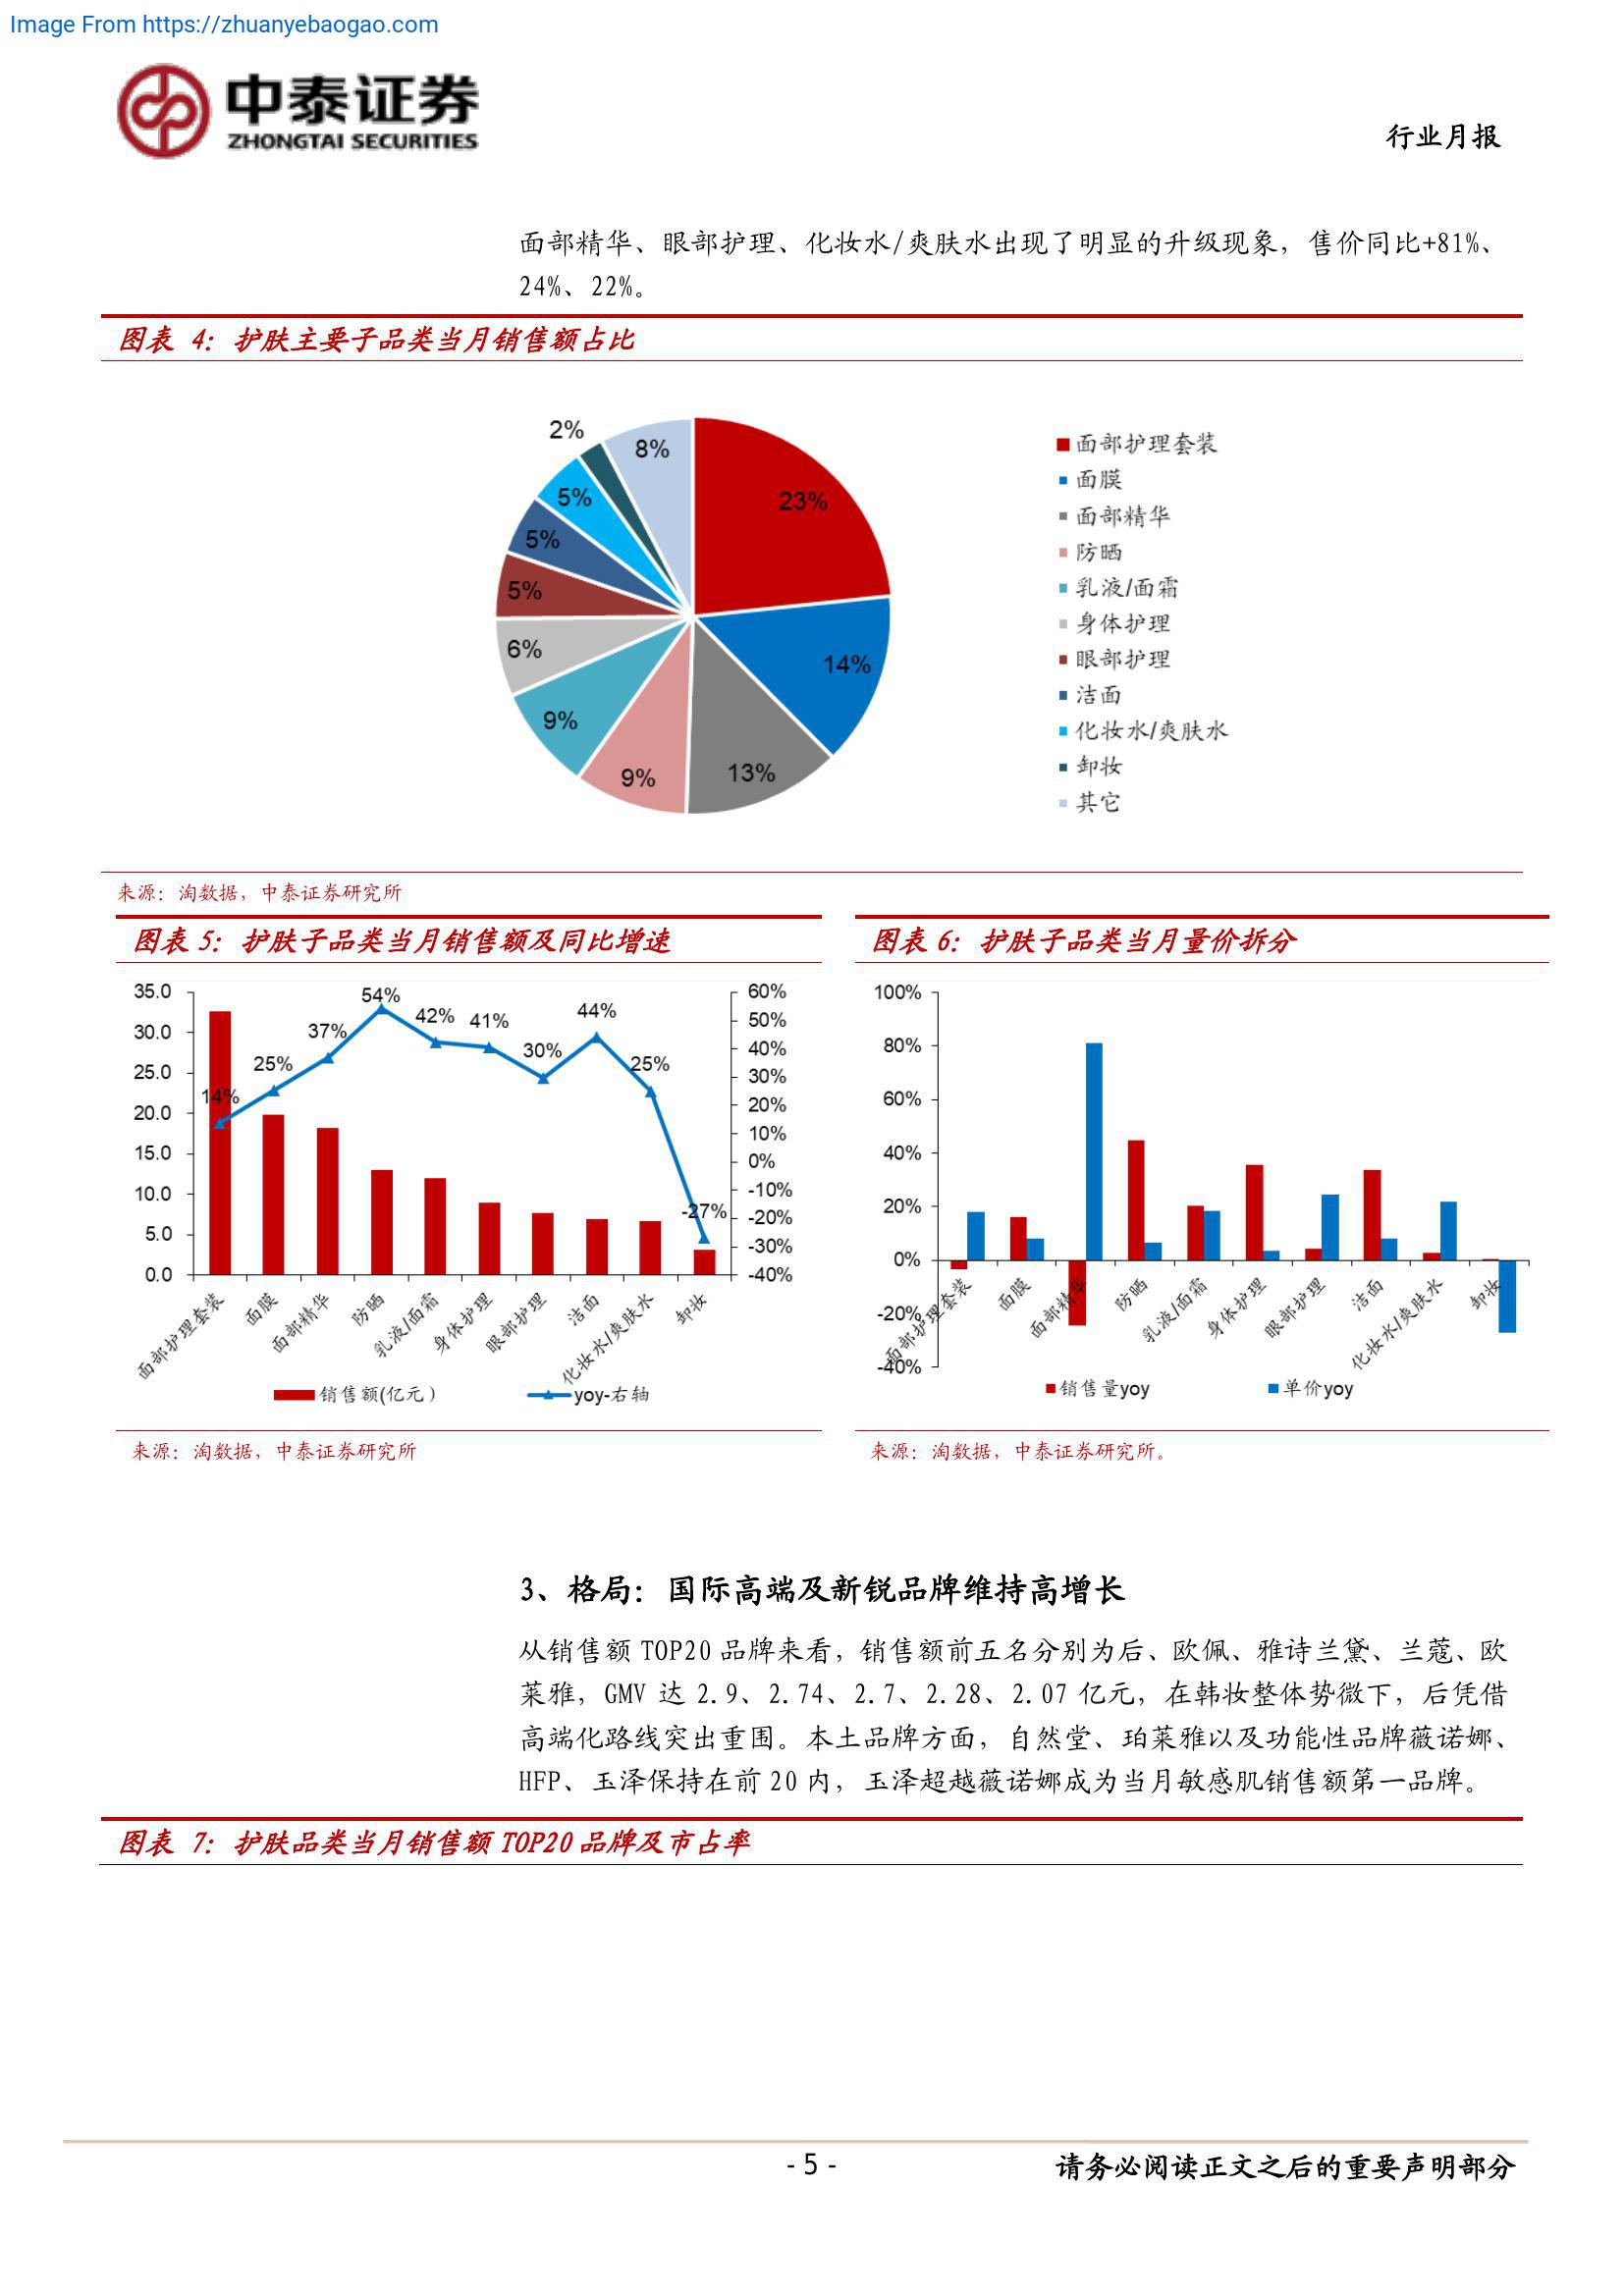 Image From https://zhuanyebaogao.com
中泰证券
ZHONGTAI SECURITIES
行业月报
面部精华、眼部护理、化妆水/爽肤水出现了明显的升级现象，售价同比+81%、
24%、22%。
图表 4：护肤主要子品类当月销售额占比
2%
8%
23%
5%
5%
5%
6%
9%
9%
13%
14%
面部护理套装
面膜
面部精华
防晒
乳液/面霜
身体护理
眼部护理
洁面
化妆水/爽肤水
卸妆
其它
来源：淘数据，中泰证券研究所
图表 5：护肤子品类当月销售额及同比增速
35.0
30.0
25.0
20.0
15.0
10.0
5.0
0.0
14%
25%
37%
54%
42%
41%
30%
44%
25%
-27%
60%
50%
40%
30%
20%
10%
0%
-10%
-20%
-30%
-40%
面部护理套装
面膜
面部精华
防晒
乳液/面霜
身体护理
眼部护理
洁面
化妆水/爽肤水
卸妆
销售额(亿元)
yoy-右轴
来源：淘数据，中泰证券研究所
图表 6：护肤子品类当月量价拆分
100%
80%
60%
40%
20%
0%
-20%
-40%
面部护理套装
面膜
面部精华
防晒
乳液/面霜
身体护理
眼部护理
洁面
化妆水/爽肤水
卸妆
销售量yoy
单价yoy
来源：淘数据，中泰证券研究所。
3、格局：国际高端及新锐品牌维持高增长
从销售额 TOP20 品牌来看，销售额前五名分别为后、欧佩、雅诗兰黛、兰蔻、欧
莱雅，GMV 达 2.9、2.74、2.7、2.28、2.07 亿元，在韩妆整体势微下，后凭借
高端化路线突出重围。本土品牌方面，自然堂、珀莱雅以及功能性品牌薇诺娜、
HFP、玉泽保持在前 20 内，玉泽超越薇诺娜成为当月敏感肌销售额第一品牌。
图表 7：护肤品类当月销售额 TOP20 品牌及市占率
- 5 -
请务必阅读正文之后的重要声明部分